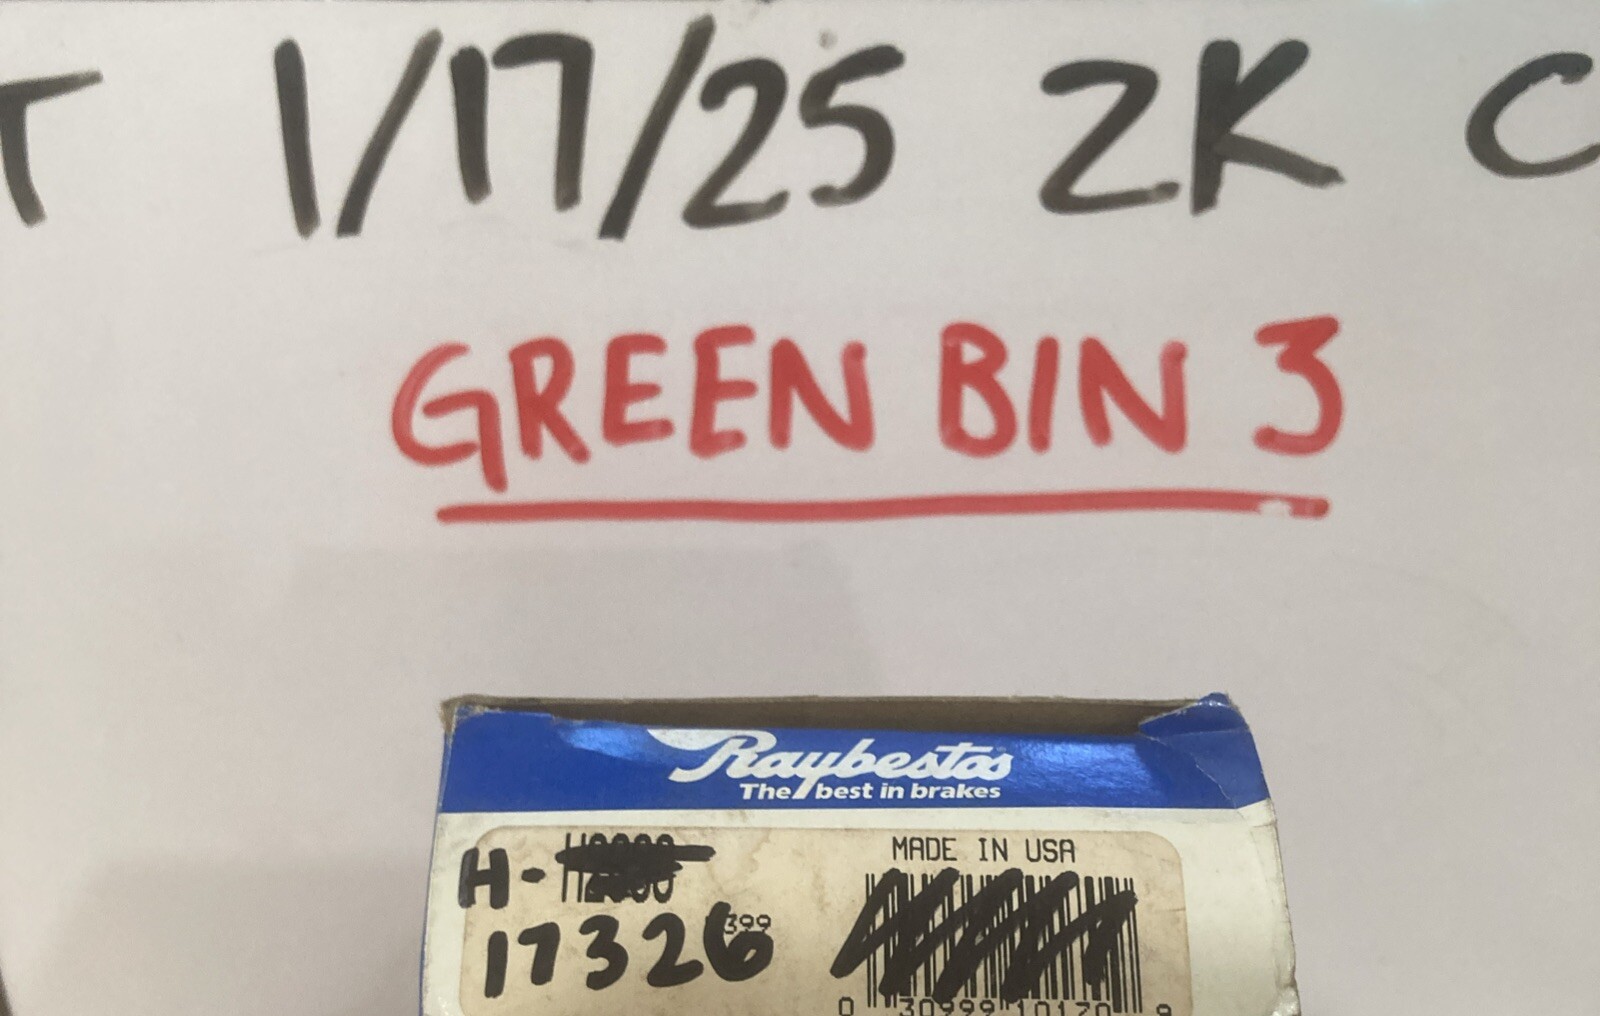 T 1/17/25 2K C
GREEN BIN 3
Raybestos
The best in brakes
MADE IN USA
H-
399
17326
0 30999 10170 9